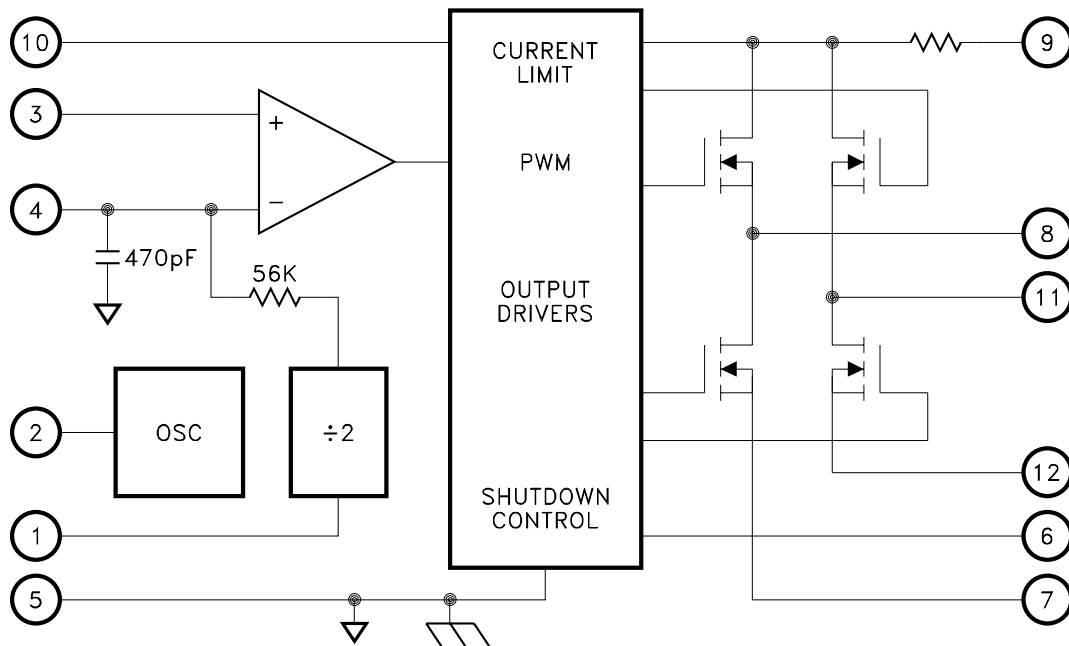 10
CURRENT
LIMIT
9
3
+
PWM
4
−
8
470pF
56K
OUTPUT
DRIVERS
11
2
OSC
÷2
12
SHUTDOWN
CONTROL
1
6
5
7